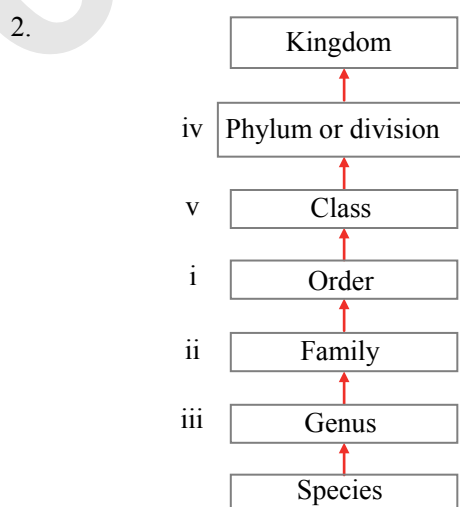 2.
Kingdom
iv Phylum or division
v Class
i Order
ii Family
iii Genus
Species